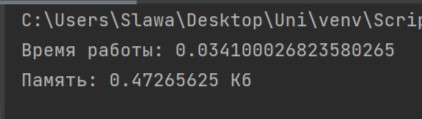 C:\Users\Slawa\Desktop\Uni\venv\Scrip
Время работы: 0.034100026823580265
Память: 0.47265625 Кб